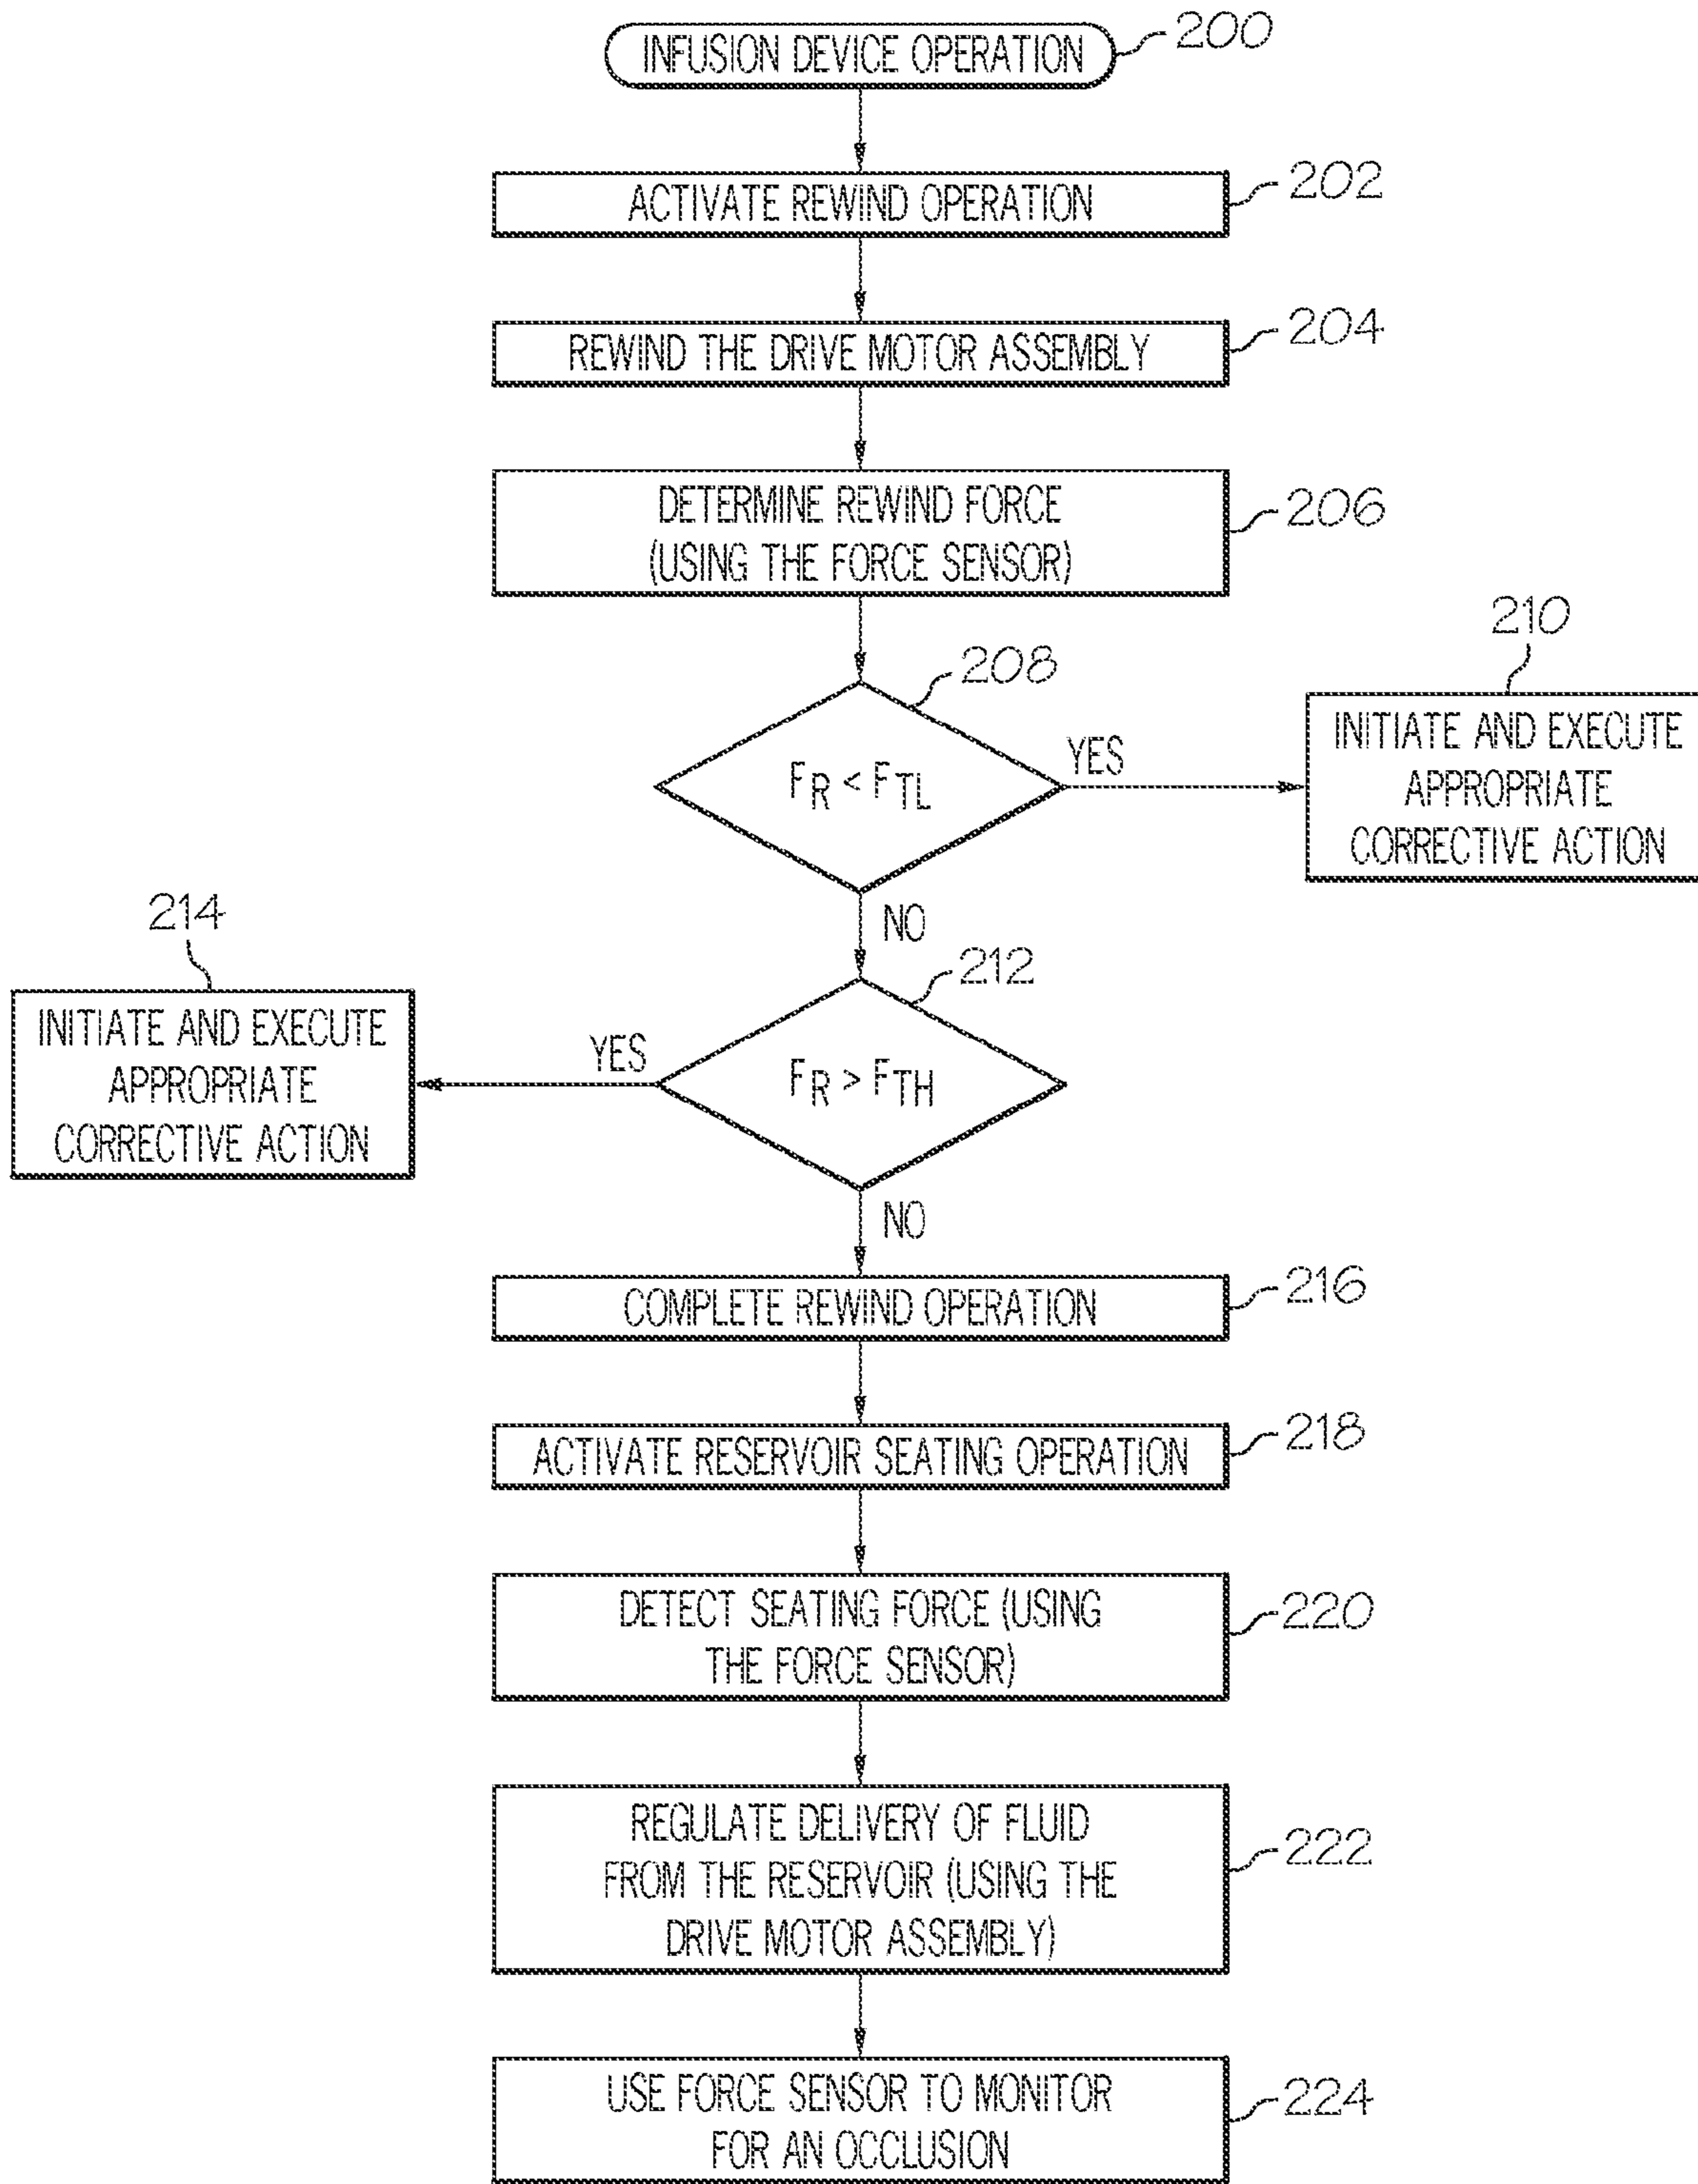 INFUSION DEVICE OPERATION
200
ACTIVATE REWIND OPERATION
202
REWIND THE DRIVE MOTOR ASSEMBLY
204
DETERMINE REWIND FORCE
(USING THE FORCE SENSOR)
206
208
FR < FTL
YES
NO
210
INITIATE AND EXECUTE
APPROPRIATE
CORRECTIVE ACTION
212
FR > FTH
YES
NO
214
INITIATE AND EXECUTE
APPROPRIATE
CORRECTIVE ACTION
COMPLETE REWIND OPERATION
216
ACTIVATE RESERVOIR SEATING OPERATION
218
DETECT SEATING FORCE (USING
THE FORCE SENSOR)
220
REGULATE DELIVERY OF FLUID
FROM THE RESERVOIR (USING THE
DRIVE MOTOR ASSEMBLY)
222
USE FORCE SENSOR TO MONITOR
FOR AN OCCLUSION
224